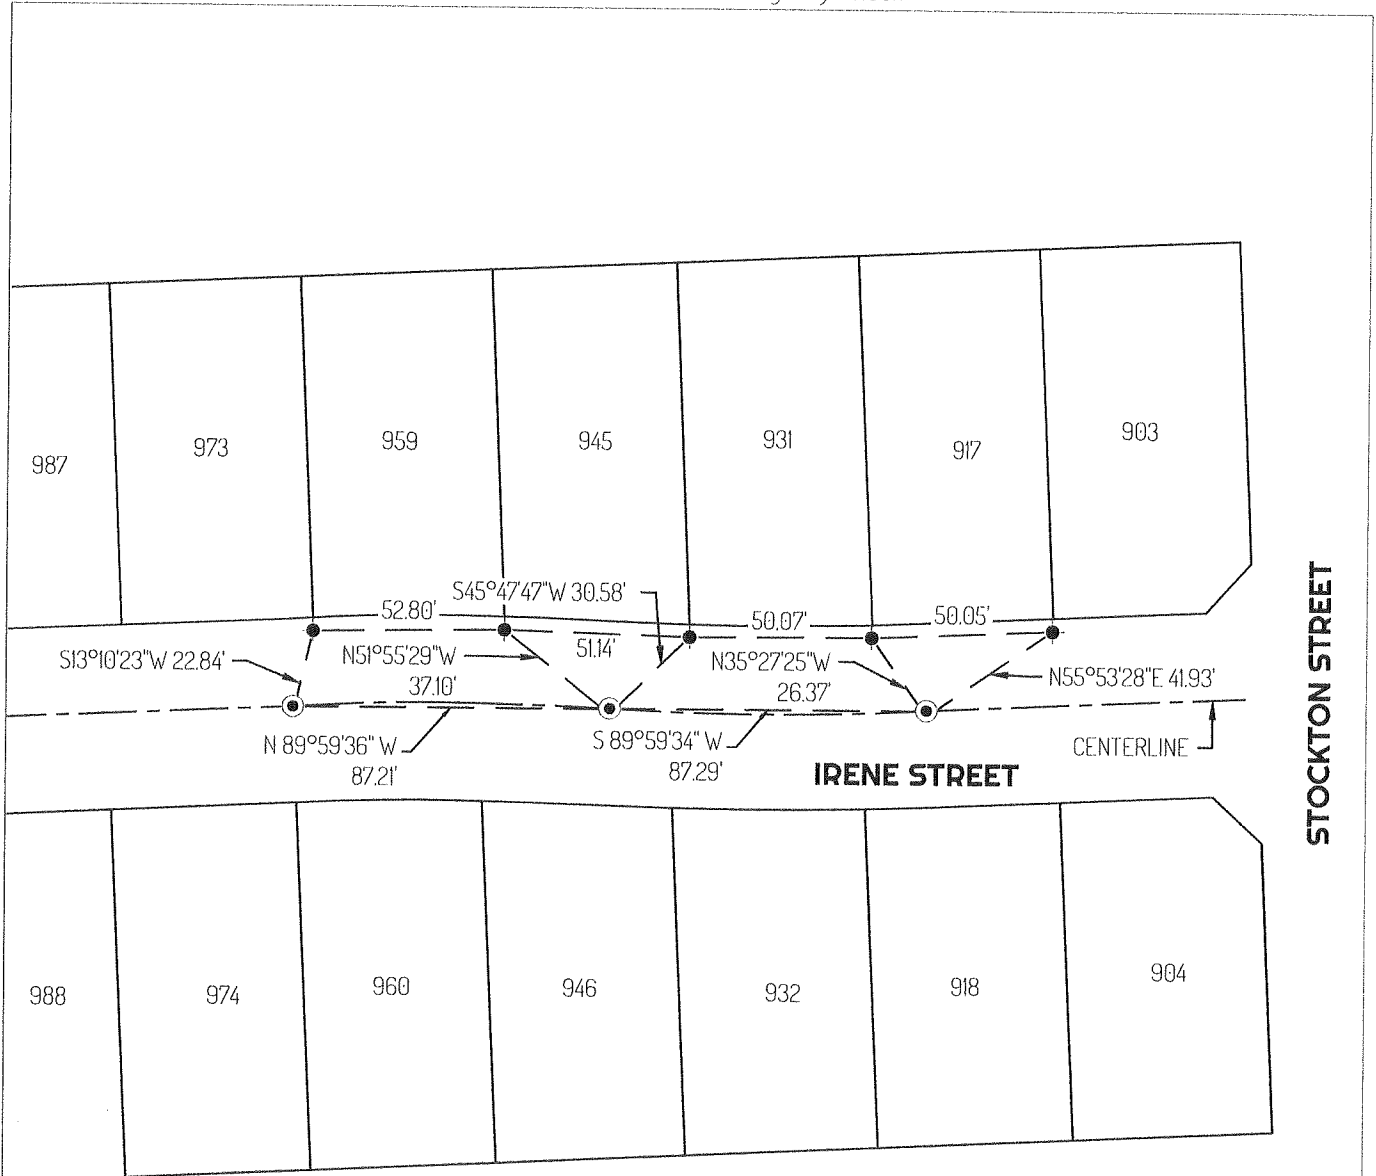 903
931
917
959
945
973
987
S45°47'47"W 30.58'
52.80'
50.07'
50.05'
51.14'
N51°55'29"W
37.10'
S13°10'23"W 22.84'
N35°27'25"W
26.37'
N55°53'28"E 41.93'
N 89°59'36" W
87.21'
S 89°59'34" W
87.29'
CENTERLINE
IRENE STREET
STOCKTON STREET
988
974
960
946
932
918
904